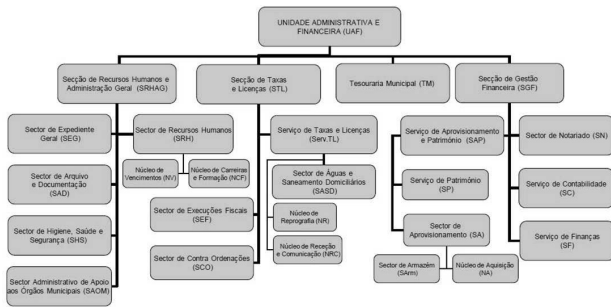 UNIDADE ADMINISTRATIVA E
FINANCEIRA (UAF)
Secção de Recursos Humanos e
Administração Geral (SRHAG)
Secção de Taxas
e Licenças (STL)
Tesouraria Municipal (TM)
Secção de Gestão
Financeira (SGF)
Sector de Expediente
Geral (SEG)
Sector de Recursos Humanos
(SRH)
Núcleo de
Vencimentos (NV)
Núcleo de Carreiras
e Formação (NCF)
Sector de Arquivo
e Documentação
(SAD)
Sector de Higiene, Saúde e
Segurança (SHS)
Sector Administrativo de Apoio
aos Órgãos Municipais (SAOM)
Serviço de Taxas e Licenças
(Serv.TL)
Sector de Águas e
Saneamento Domiciliários
(SASD)
Sector de Execuções Fiscais
(SEF)
Núcleo de
Reprografia (NR)
Núcleo de Receção
e Comunicação (NRC)
Sector de Contra Ordenações
(SCO)
Serviço de Aprovisionamento
e Património (SAP)
Sector de Notariado (SN)
Serviço de Património
(SP)
Serviço de Contabilidade
(SC)
Sector de
Aprovisionamento (SA)
Serviço de Finanças
(SF)
Sector de Armazém
(SArm)
Núcleo de Aquisição
(NA)